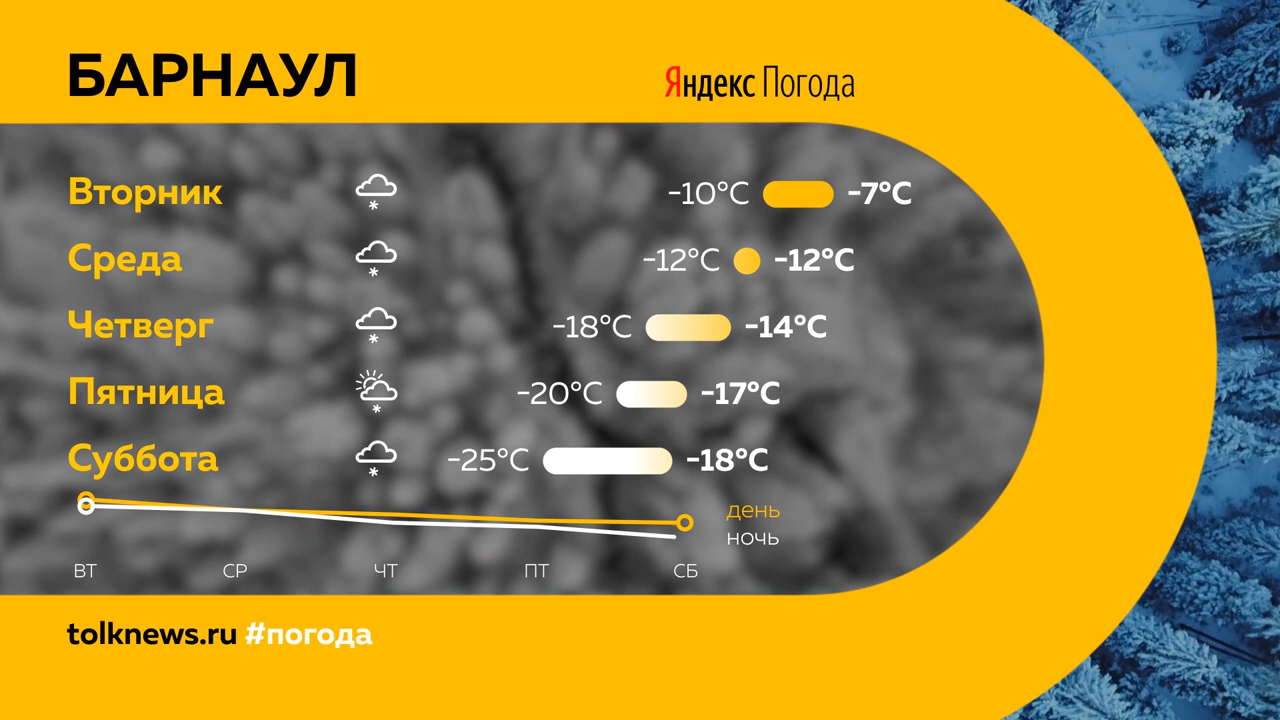 БАРНАУЛ
Яндекс Погода
Вторник -10°C -7°C
Среда -12°C -12°C
Четверг -18°C -14°C
Пятница -20°C -17°C
Суббота -25°C -18°C
день
ночь
ВТ СР ЧТ ПТ СБ
tolknews.ru #погода